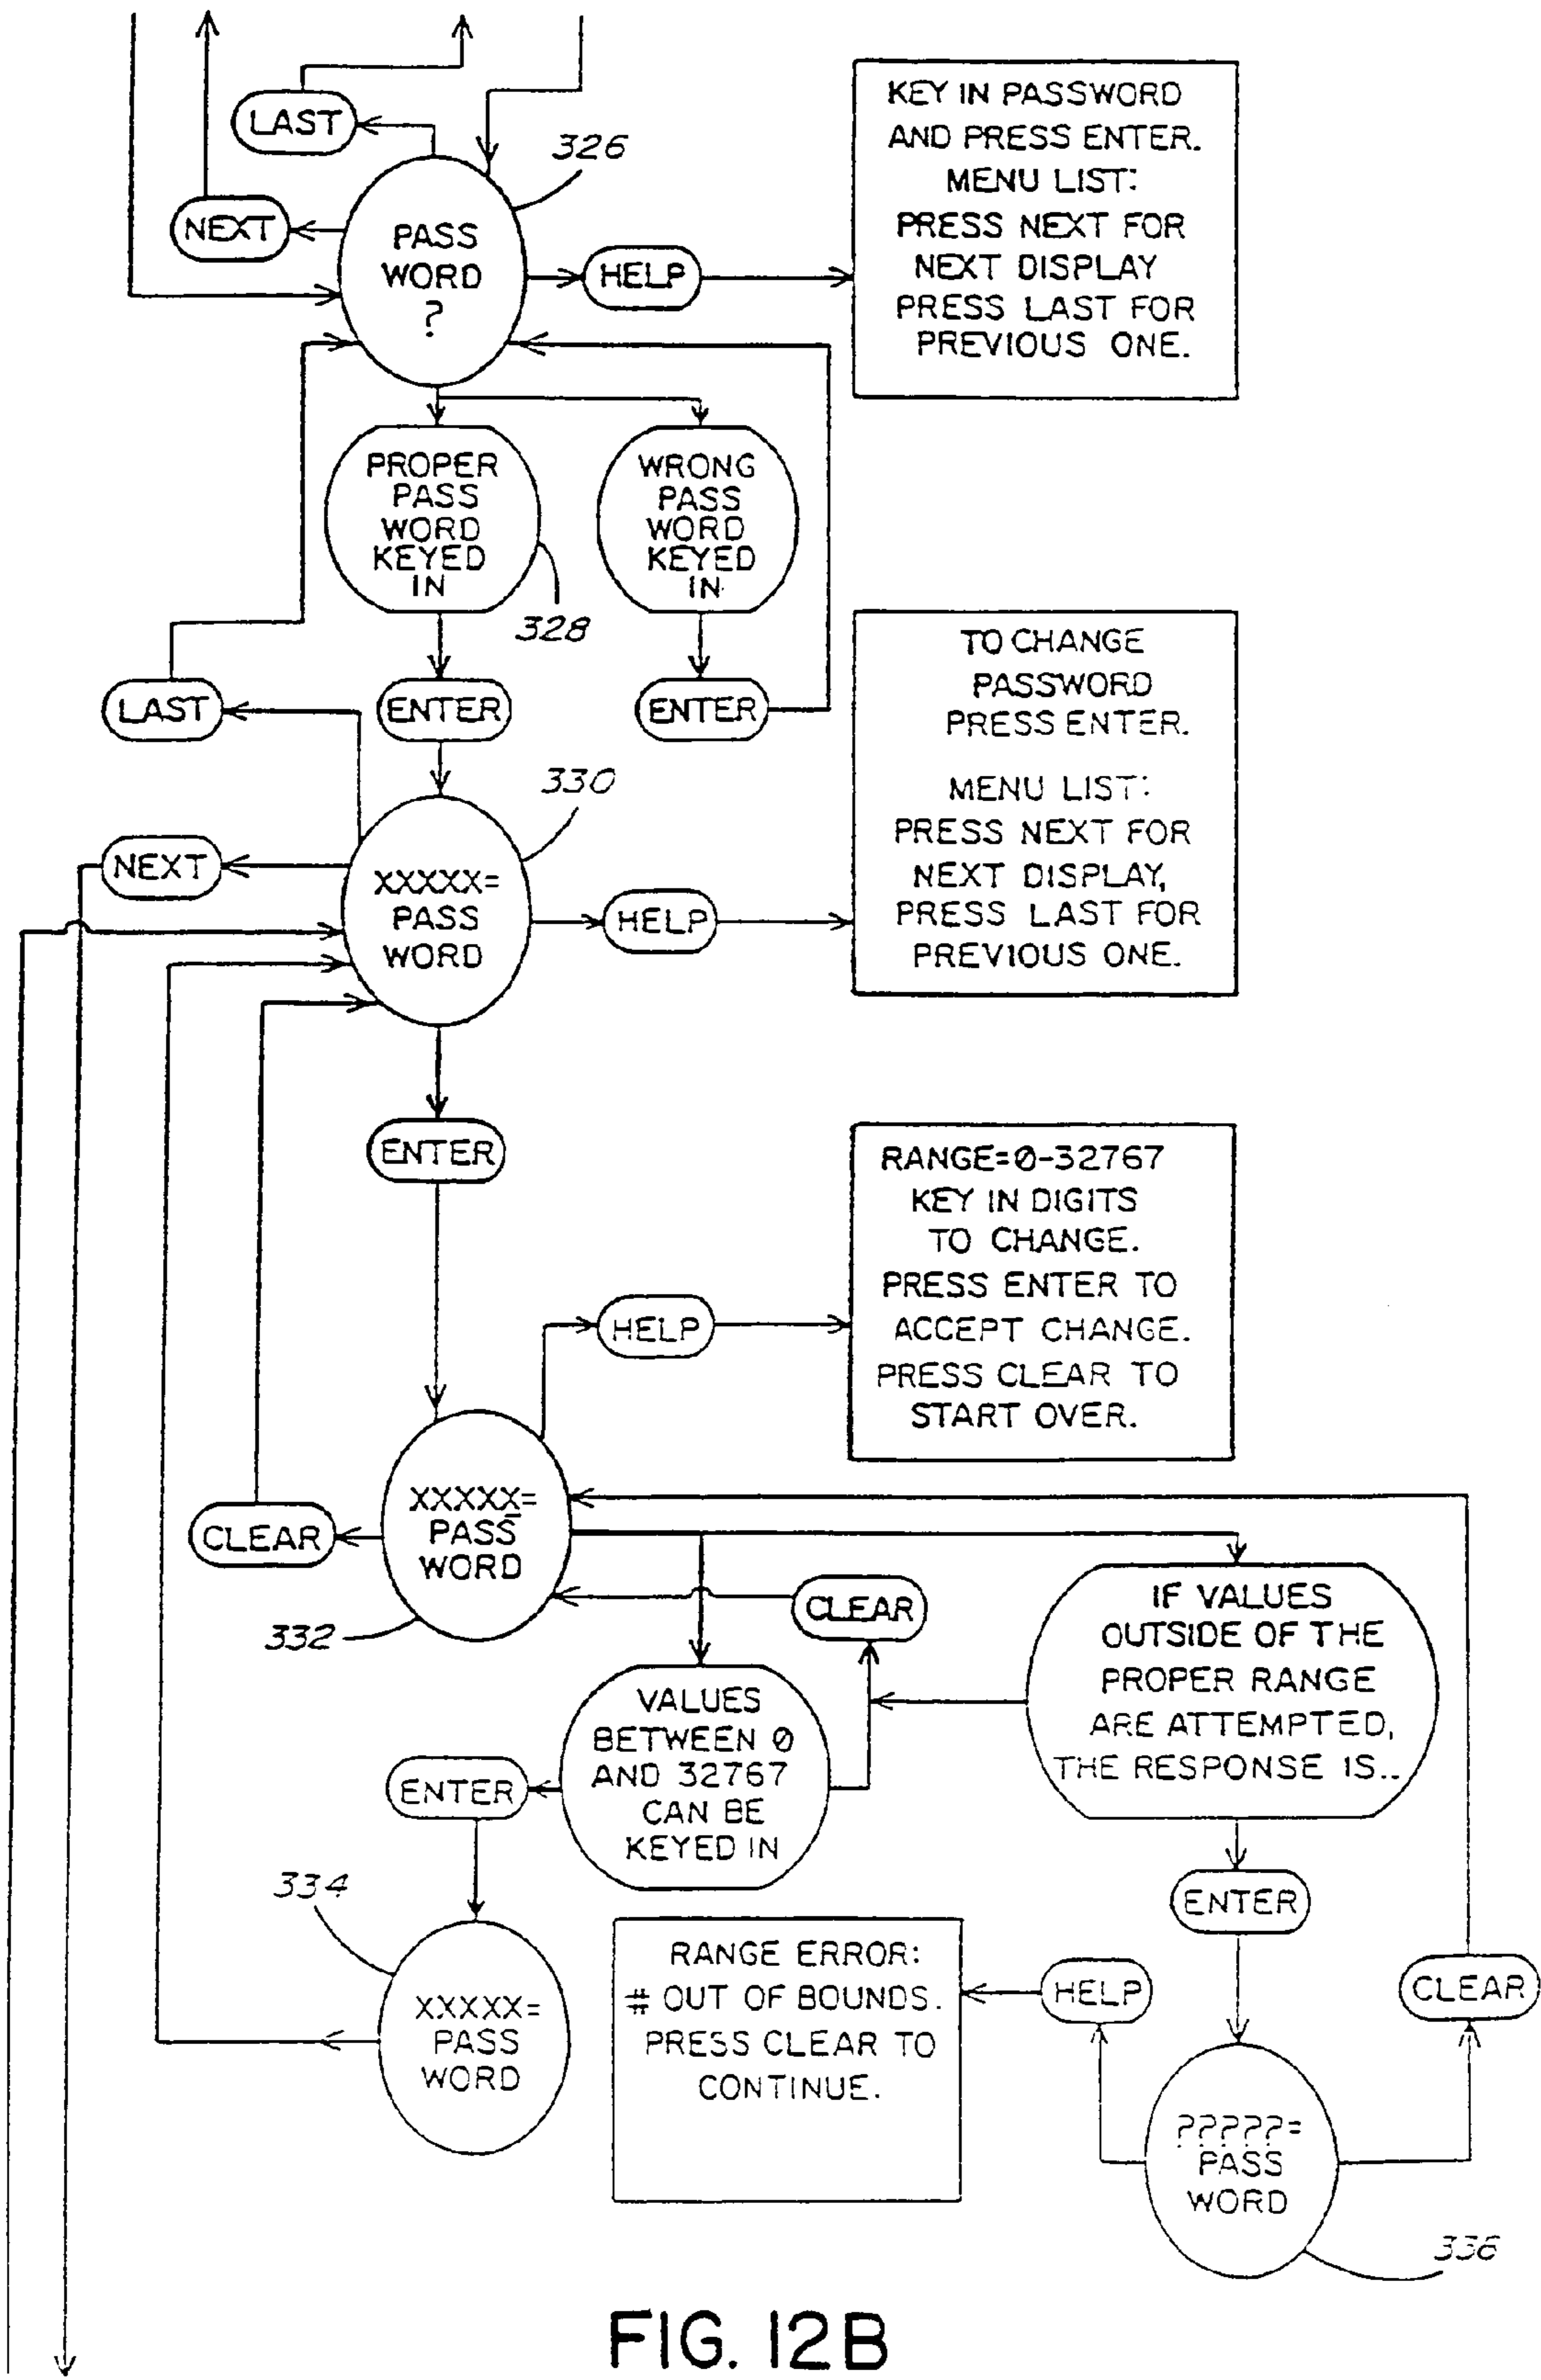 LAST
326
NEXT
PASS
WORD
?
HELP
KEY IN PASSWORD
AND PRESS ENTER.
MENU LIST:
PRESS NEXT FOR
NEXT DISPLAY
PRESS LAST FOR
PREVIOUS ONE.
PROPER
PASS
WORD
KEYED
IN
328
WRONG
PASS
WORD
KEYED
IN
LAST
ENTER
ENTER
TO CHANGE
PASSWORD
PRESS ENTER.
MENU LIST:
PRESS NEXT FOR
NEXT DISPLAY,
PRESS LAST FOR
PREVIOUS ONE.
330
NEXT
XXXXX=
PASS
WORD
HELP
ENTER
RANGE=0-32767
KEY IN DIGITS
TO CHANGE.
PRESS ENTER TO
ACCEPT CHANGE.
PRESS CLEAR TO
START OVER.
HELP
CLEAR
XXXXX=
PASS
WORD
332
CLEAR
IF VALUES
OUTSIDE OF THE
PROPER RANGE
ARE ATTEMPTED,
THE RESPONSE IS..
VALUES
BETWEEN 0
AND 32767
CAN BE
KEYED IN
ENTER
334
XXXXX=
PASS
WORD
RANGE ERROR:
# OUT OF BOUNDS.
PRESS CLEAR TO
CONTINUE.
ENTER
HELP
CLEAR
?????=
PASS
WORD
336
FIG. 12B